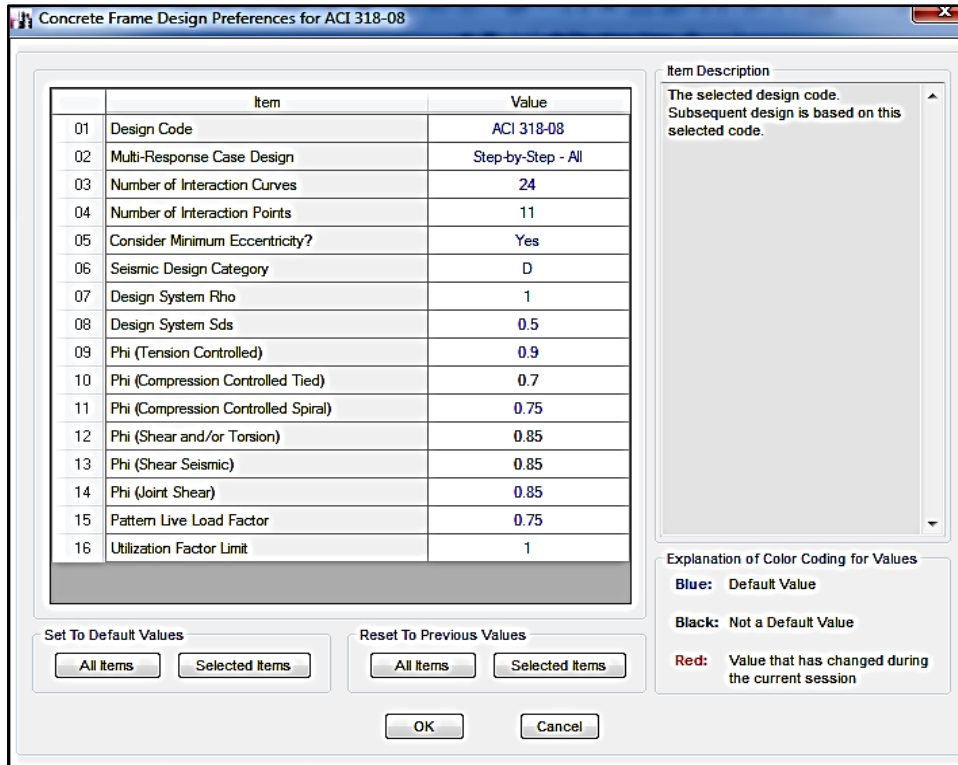 Concrete Frame Design Preferences for ACI 318-08
Item Value
01 Design Code ACI 318-08
02 Multi-Response Case Design Step-by-Step - All
03 Number of Interaction Curves 24
04 Number of Interaction Points 11
05 Consider Minimum Eccentricity? Yes
06 Seismic Design Category D
07 Design System Rho 1
08 Design System Sds 0.5
09 Phi (Tension Controlled) 0.9
10 Phi (Compression Controlled Tied) 0.7
11 Phi (Compression Controlled Spiral) 0.75
12 Phi (Shear and/or Torsion) 0.85
13 Phi (Shear Seismic) 0.85
14 Phi (Joint Shear) 0.85
15 Pattern Live Load Factor 0.75
16 Utilization Factor Limit 1
Set To Default Values
All Items Selected Items
Reset To Previous Values
All Items Selected Items
Item Description
The selected design code.
Subsequent design is based on this
selected code.
Explanation of Color Coding for Values
Blue: Default Value
Black: Not a Default Value
Red: Value that has changed during
the current session
OK Cancel